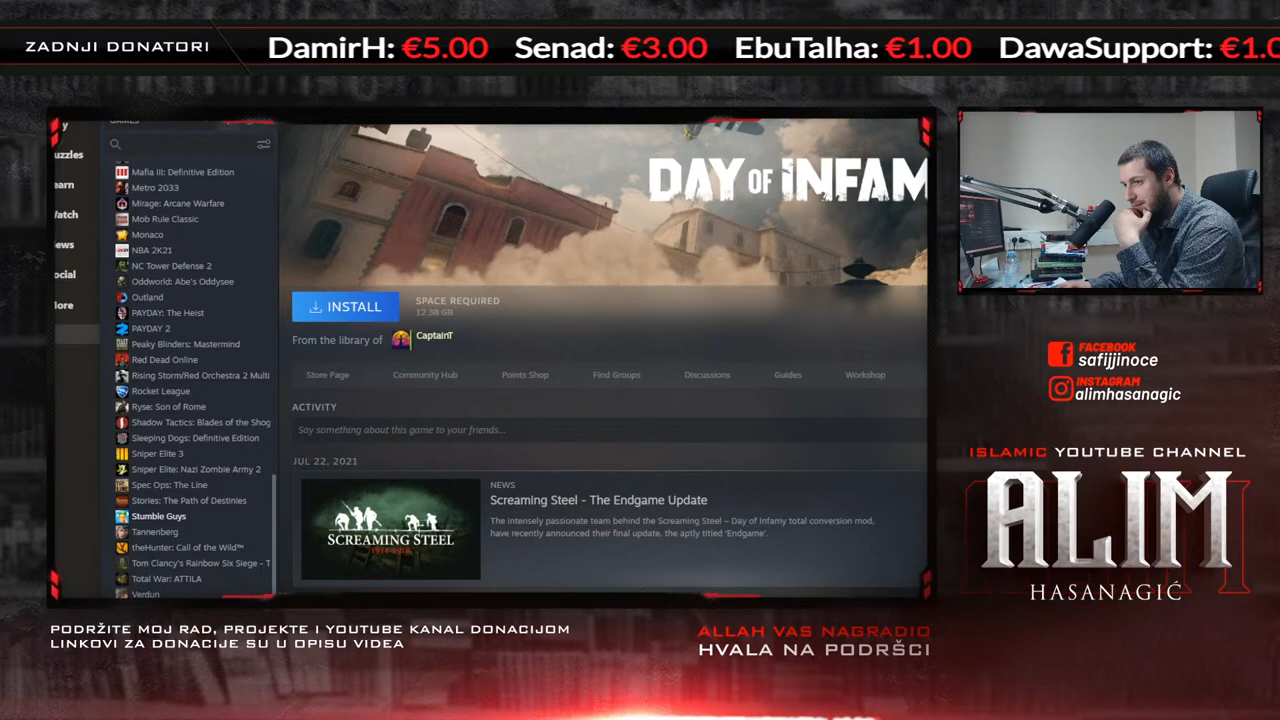 ZADNJI DONATORI
DamirH: €5.00 Senad: €3.00 EbuTalha: €1.00 DawaSupport: €1.0
GAMES
Mafia III: Definitive Edition
Metro 2033
Mirage: Arcane Warfare
Mob Rule Classic
Monaco
NBA 2K21
NC Tower Defense 2
Oddworld: Abe's Oddysee
Outland
PAYDAY: The Heist
PAYDAY 2
Peaky Blinders: Mastermind
Red Dead Online
Rising Storm/Red Orchestra 2 Multi
Rocket League
Ryse: Son of Rome
Shadow Tactics: Blades of the Shog
Sleeping Dogs: Definitive Edition
Sniper Elite 3
Sniper Elite: Nazi Zombie Army 2
Spec Ops: The Line
Stories: The Path of Destinies
Stumble Guys
Tannenberg
theHunter: Call of the Wild™
Tom Clancy's Rainbow Six Siege - T
Total War: ATTILA
Verdun
y
uzzles
earn
Vatch
ews
ocial
lore
DAY OF INFAM
INSTALL
SPACE REQUIRED
12.38 GB
From the library of CaptainT
Store Page Community Hub Points Shop Find Groups Discussions Guides Workshop
ACTIVITY
Say something about this game to your friends...
JUL 22, 2021
SCREAMING STEEL
1914-1918
NEWS
Screaming Steel - The Endgame Update
The intensely passionate team behind the Screaming Steel – Day of Infamy total conversion mod,
have recently announced their final update, the aptly titled 'Endgame'.
FACEBOOK
safijjinoce
INSTAGRAM
alimhasanagic
ISLAMIC YOUTUBE CHANNEL
ALIM
HASANAGIĆ
PODRŽITE MOJ RAD, PROJEKTE I YOUTUBE KANAL DONACIJOM
LINKOVI ZA DONACIJE SU U OPISU VIDEA
ALLAH VAS NAGRADIO
HVALA NA PODRŠCI